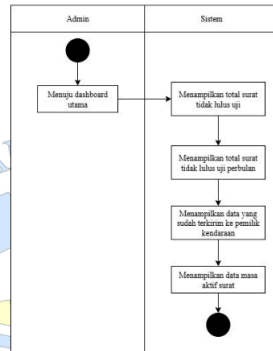 Admin
Sistem
Menuju dashboard
utama
Menampilkan total surat
tidak lulus uji
Menampilkan total surat
tidak lulus uji perbulan
Menampilkan data yang
sudah terkirim ke pemilik
kendaraan
Menampilkan data masa
aktif surat